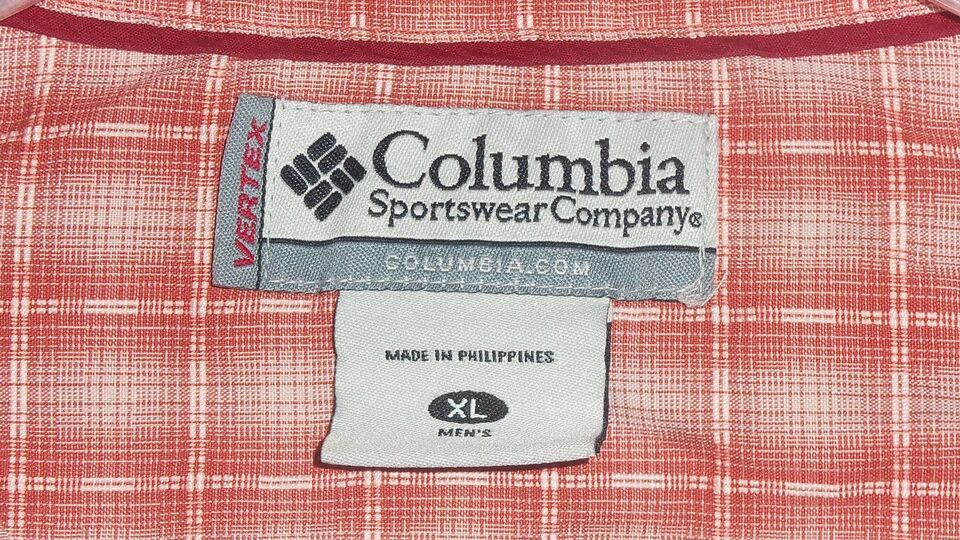 VERTEX
Columbia
Sportswear Company®
COLUMBIA.COM
MADE IN PHILIPPINES
XL
MEN'S